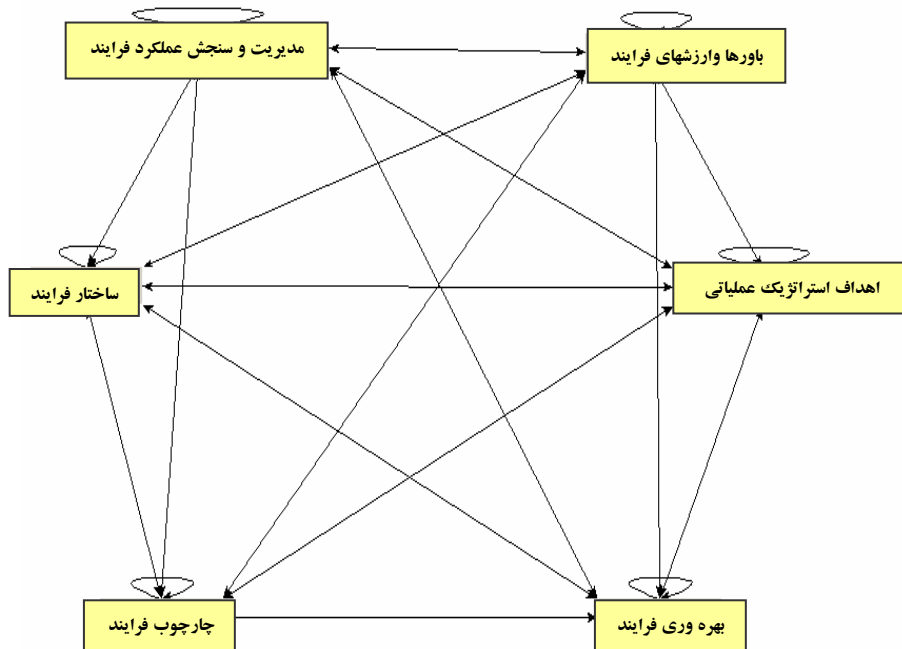 باورها وارزشهای فرایند
مدیریت و سنجش عملکرد فرایند
اهداف استراتژیک عملیاتی
ساختار فرایند
بهره وری فرایند
چارچوب فرایند